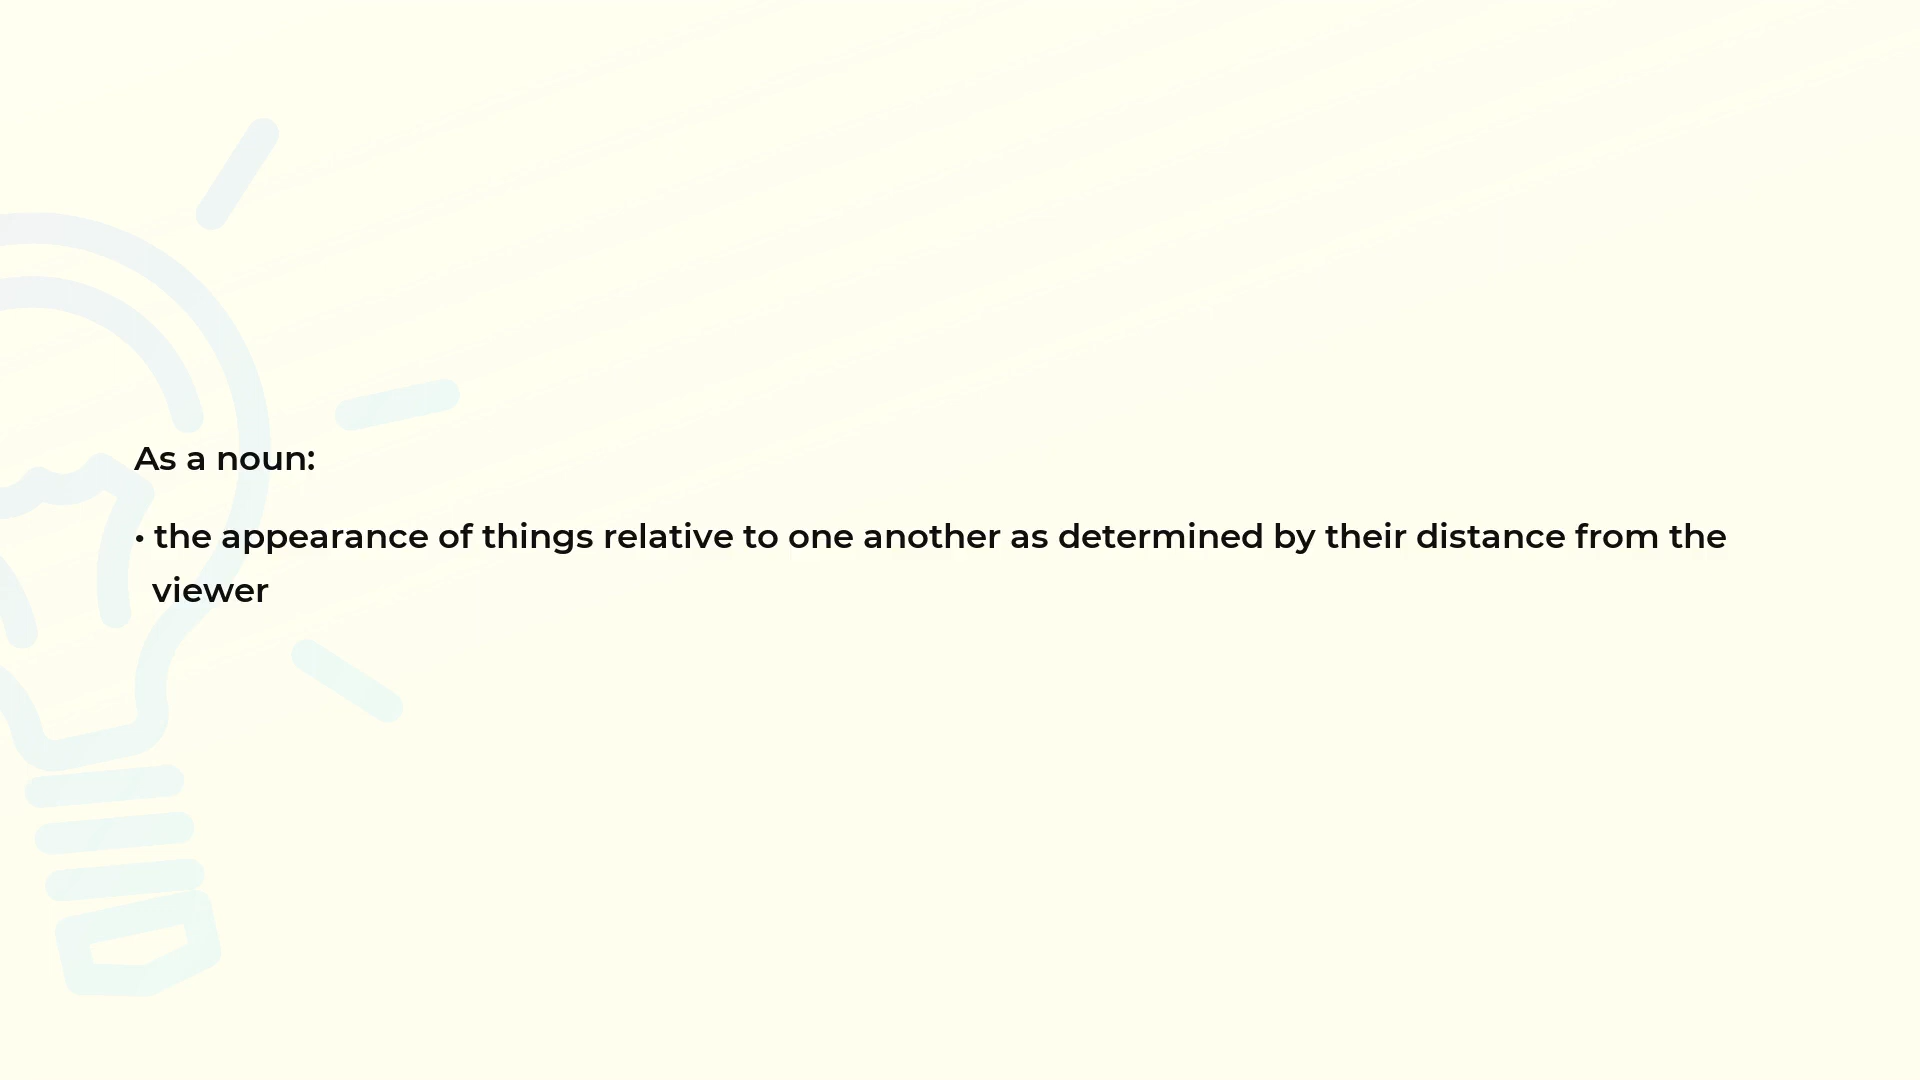 As a noun:
• the appearance of things relative to one another as determined by their distance from the
viewer